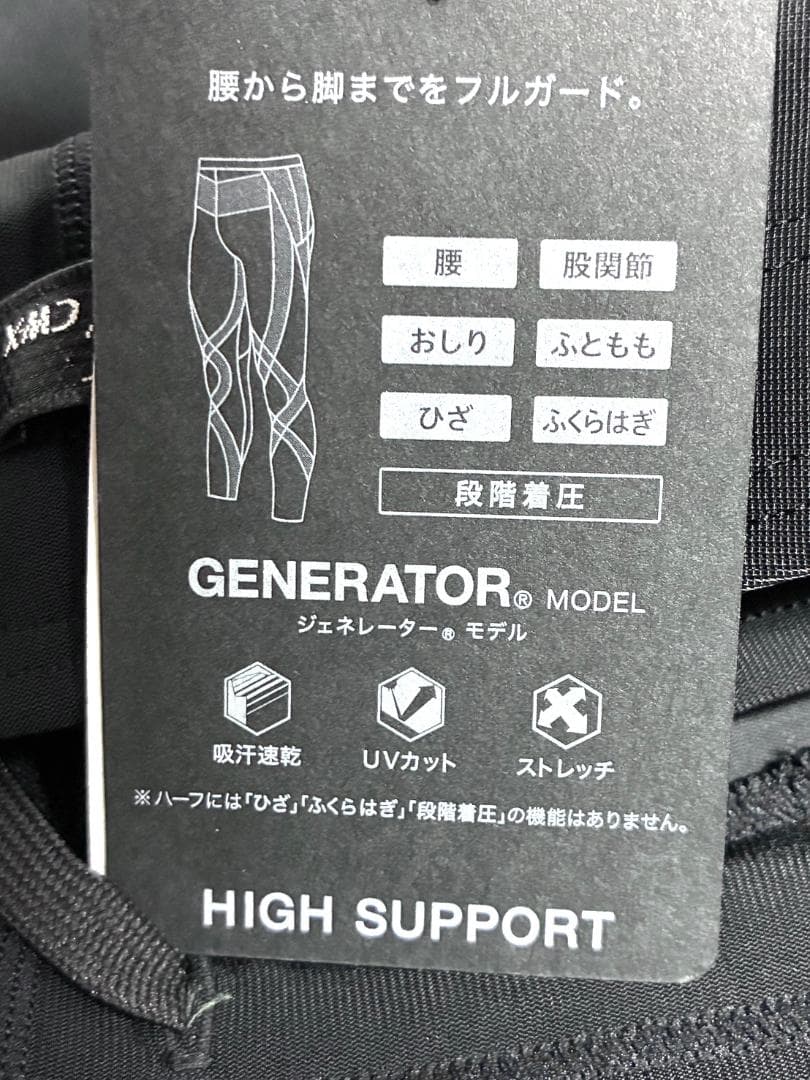 腰から脚までをフルガード。
腰 股関節
おしり ふともも
ひざ ふくらはぎ
段階着圧
GENERATOR® MODEL
ジェネレーター® モデル
吸汗速乾 UVカット ストレッチ
※ハーフには「ひざ」「ふくらはぎ」「段階着圧」の機能はありません。
HIGH SUPPORT
CW-X